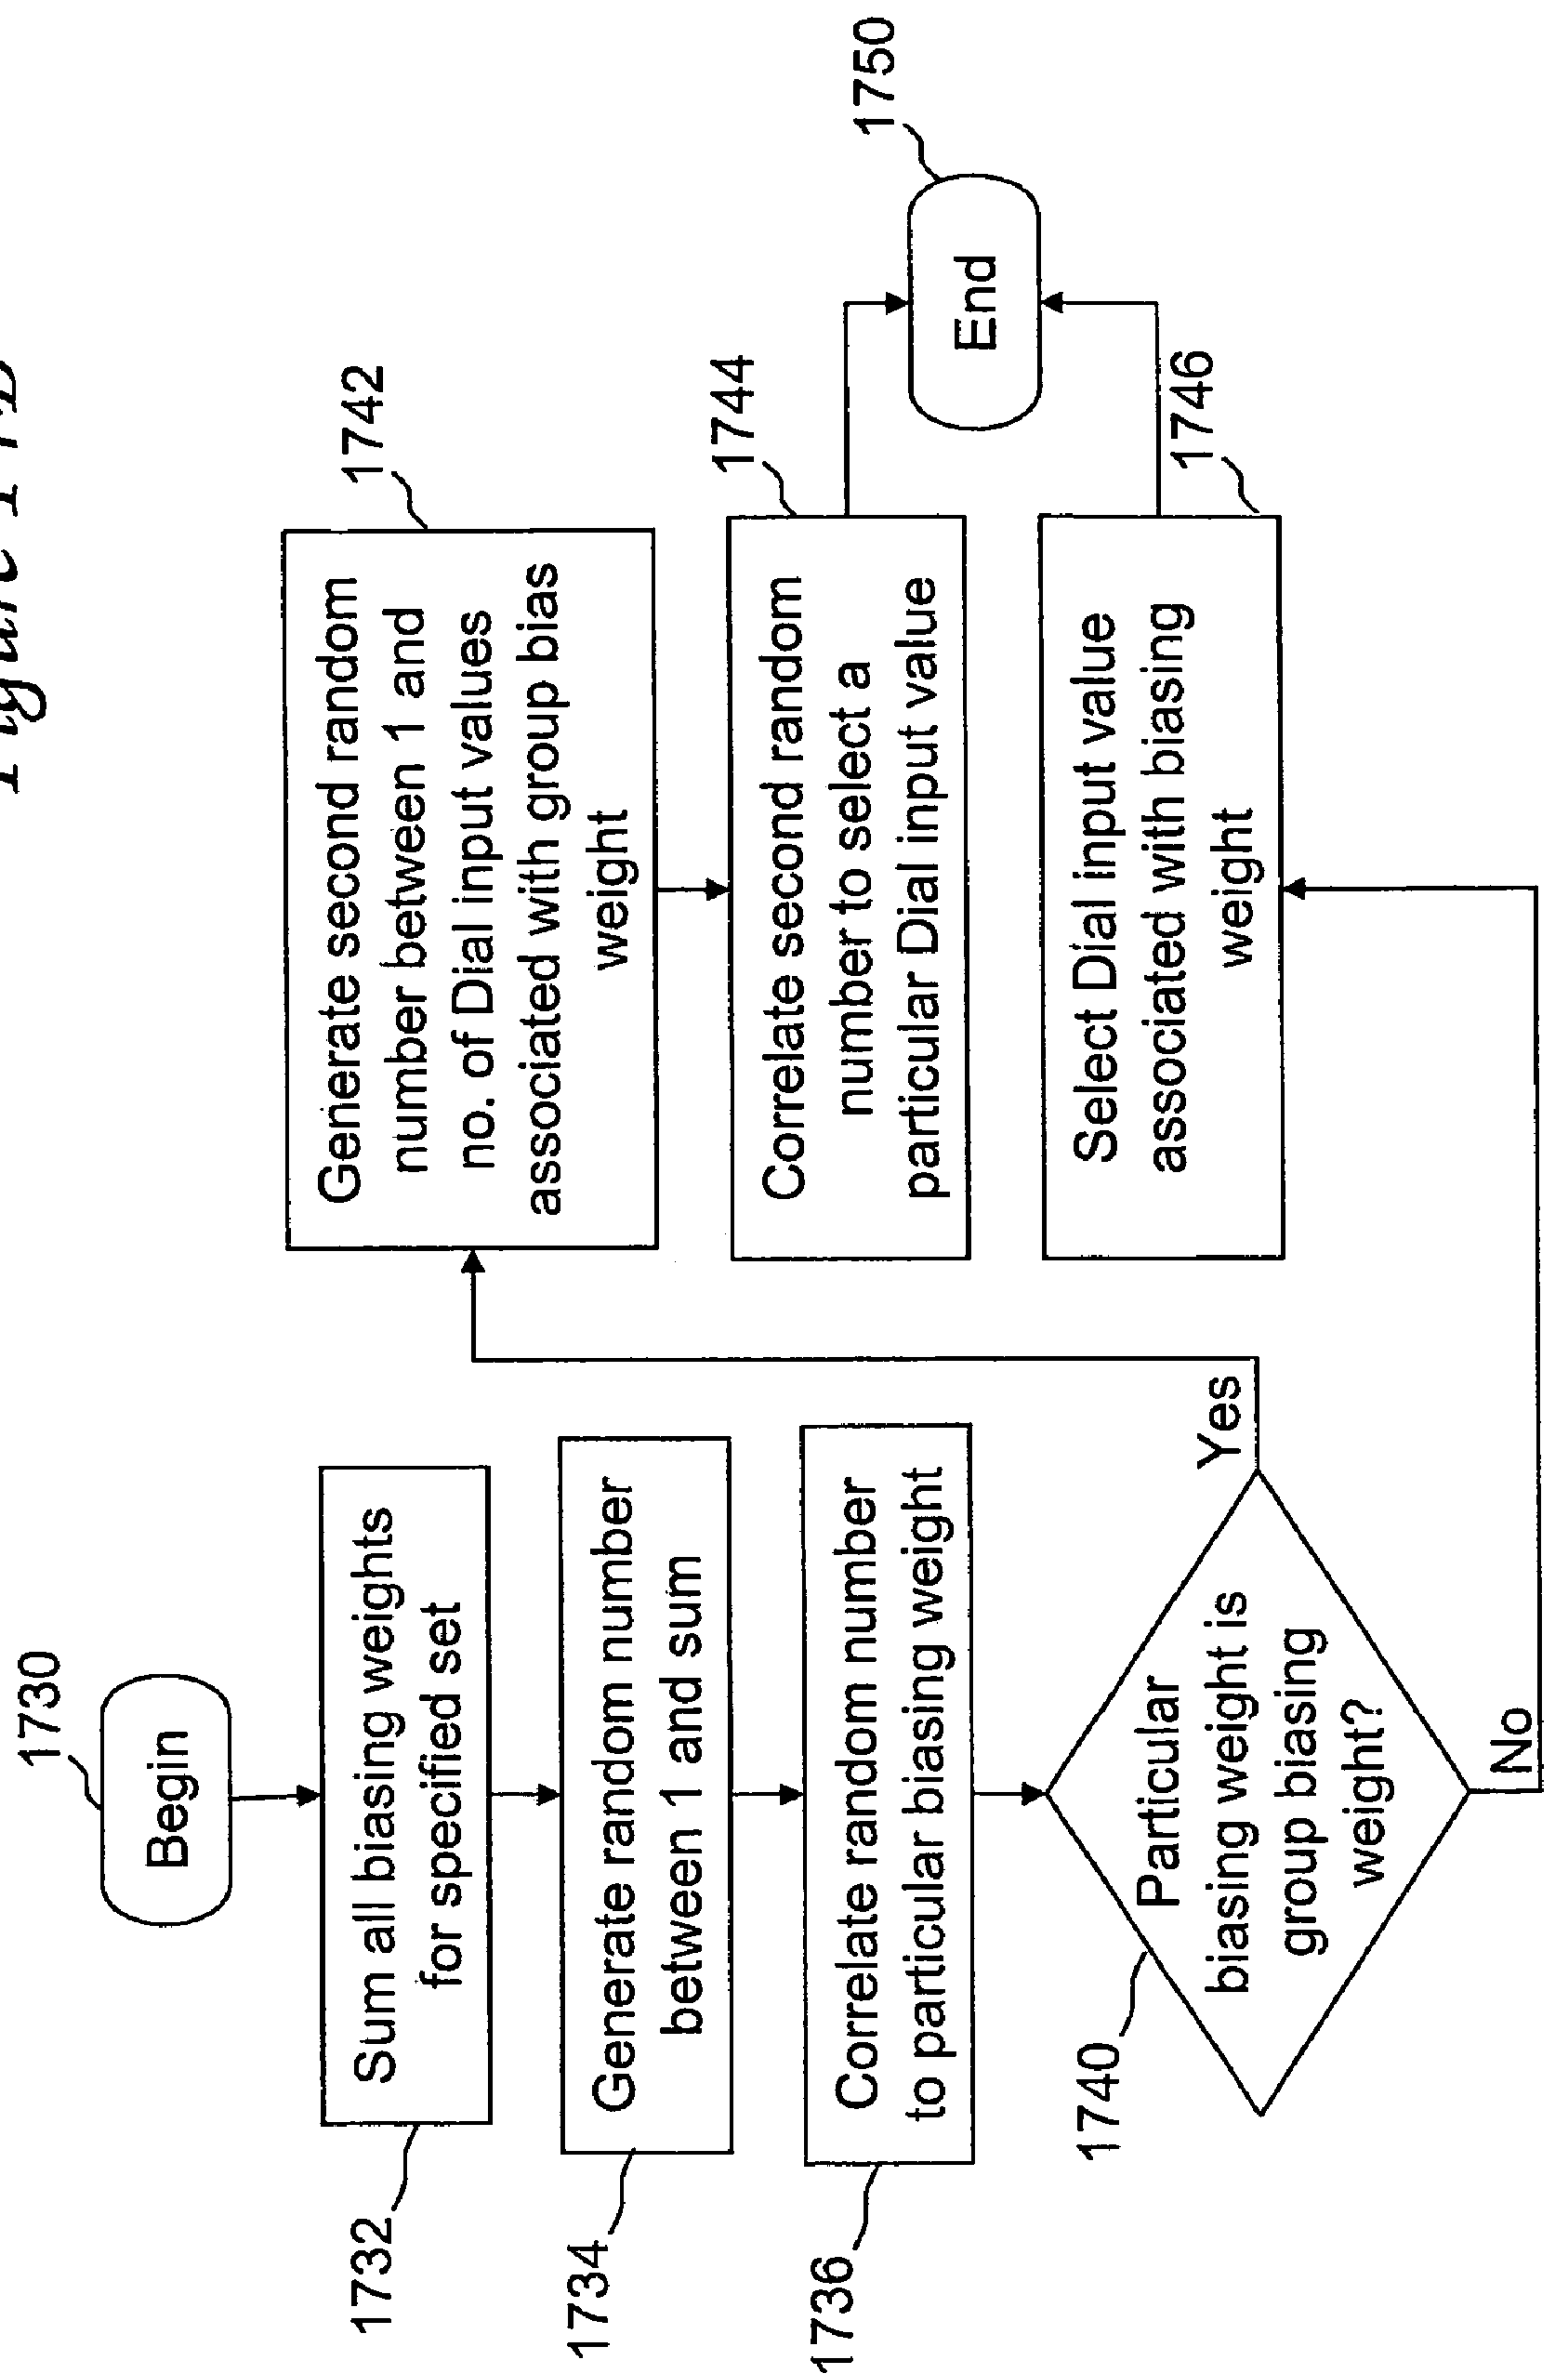 1730
Begin
1732
Sum all biasing weights
for specified set
1734
Generate random number
between 1 and sum
1736
Correlate random number
to particular biasing weight
1740
Particular
biasing weight is
group biasing
weight?
Yes
No
1742
Generate second random
number between 1 and
no. of Dial input values
associated with group bias
weight
1744
Correlate second random
number to select a
particular Dial input value
1746
Select Dial input value
associated with biasing
weight
1750
End